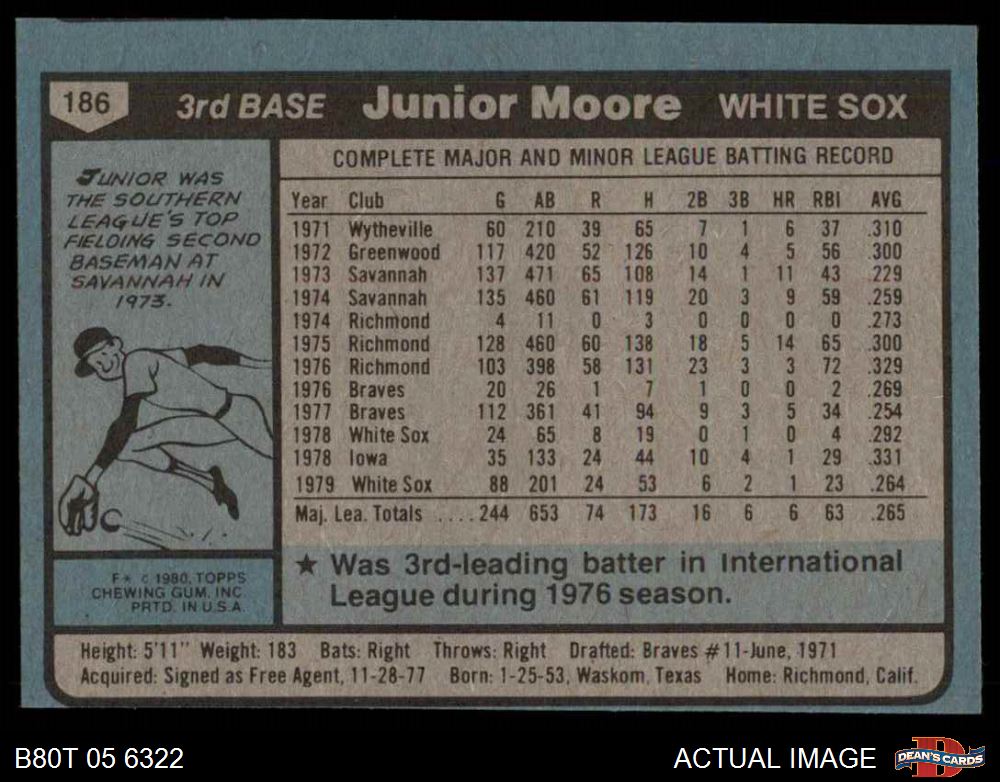 186 3rd BASE Junior Moore WHITE SOX
JUNIOR WAS
THE SOUTHERN
LEAGUE'S TOP
FIELDING SECOND
BASEMAN AT
SAVANNAH IN
1973.
COMPLETE MAJOR AND MINOR LEAGUE BATTING RECORD
Year Club G AB R H 2B 3B HR RBI AVG
1971 Wytheville 60 210 39 65 7 1 6 37 .310
1972 Greenwood 117 420 52 126 10 4 5 56 .300
1973 Savannah 137 471 65 108 14 1 11 43 .229
1974 Savannah 135 460 61 119 20 3 9 59 .259
1974 Richmond 4 11 0 3 0 0 0 0 .273
1975 Richmond 128 460 60 138 18 5 14 65 .300
1976 Richmond 103 398 58 131 23 3 3 72 .329
1976 Braves 20 26 1 7 1 0 0 2 .269
1977 Braves 112 361 41 94 9 3 5 34 .254
1978 White Sox 24 65 8 19 0 1 0 4 .292
1978 Iowa 35 133 24 44 10 4 1 29 .331
1979 White Sox 88 201 24 53 6 2 1 23 .264
Maj. Lea. Totals ....244 653 74 173 16 6 6 63 .265
★ Was 3rd-leading batter in International
League during 1976 season.
F* © 1980, TOPPS
CHEWING GUM, INC
PRTD. IN U.S.A.
Height: 5'11" Weight: 183 Bats: Right Throws: Right Drafted: Braves #11-June, 1971
Acquired: Signed as Free Agent, 11-28-77 Born: 1-25-53, Waskom, Texas Home: Richmond, Calif.
B80T 05 6322
ACTUAL IMAGE
D
DEAN'S CARDS